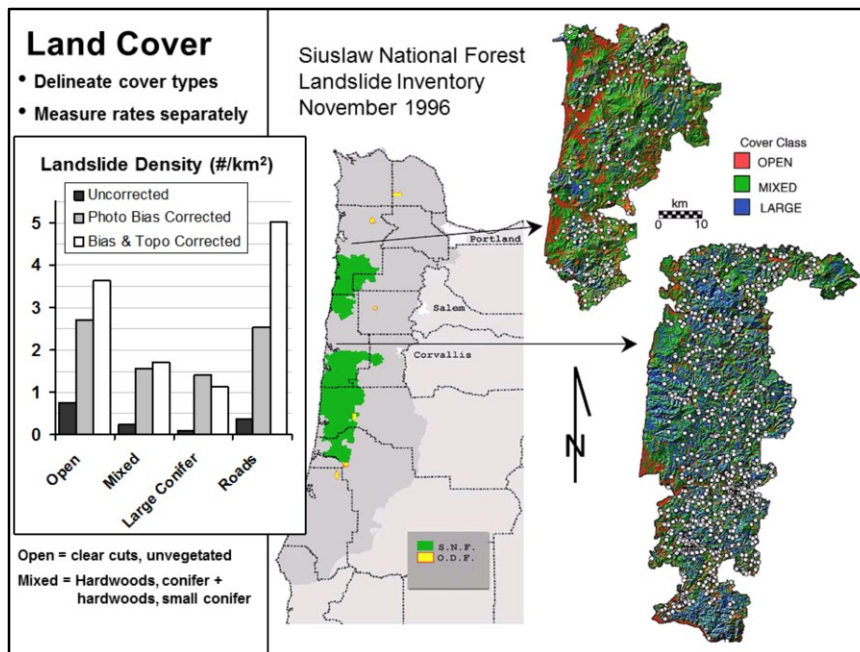 Land Cover
• Delineate cover types
• Measure rates separately
Landslide Density (#/km²)
Uncorrected
Photo Bias Corrected
Bias & Topo Corrected
5
4
3
2
1
0
Open
Mixed
Large Conifer
Roads
Open = clear cuts, unvegetated
Mixed = Hardwoods, conifer +
hardwoods, small conifer
Siuslaw National Forest
Landslide Inventory
November 1996
Portland
Salem
Corvallis
S.N.F.
O.D.F.
N
Cover Class
OPEN
MIXED
LARGE
km
0 10